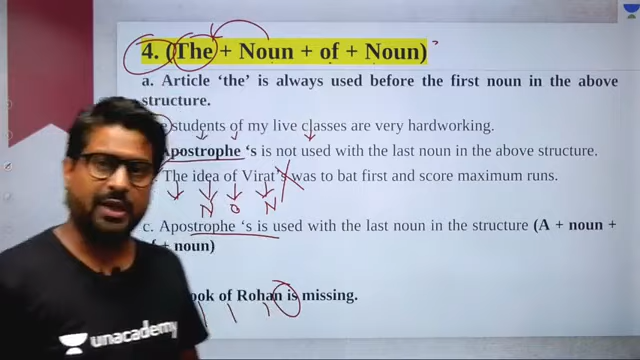 4. (The + Noun + of + Noun)
a. Article ‘the’ is always used before the first noun in the above
structure.
students of my live classes are very hardworking.
Apostrophe ‘s is not used with the last noun in the above structure.
The idea of Virat’s was to bat first and score maximum runs.
N O N
c. Apostrophe ‘s is used with the last noun in the structure (A + noun +
+ noun)
of Rohan is missing.
unacademy